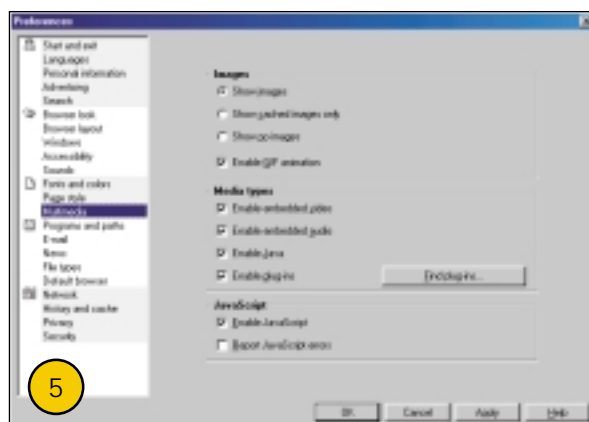 Preferences
Start and exit
Languages
Personal information
Advertising
Search
Browser look
Browser layout
Windows
Accessibility
Sounds
Fonts and colors
Page style
Multimedia
Programs and paths
E-mail
News
File types
Default browser
Network
History and cache
Privacy
Security
Images
Show images
Show cached images only
Show no images
Enable GIF animation
Media types
Enable embedded video
Enable embedded audio
Enable Java
Enable plug-ins
Find plug-ins...
JavaScript
Enable JavaScript
Report JavaScript errors
OK
Cancel
Apply
Help
5